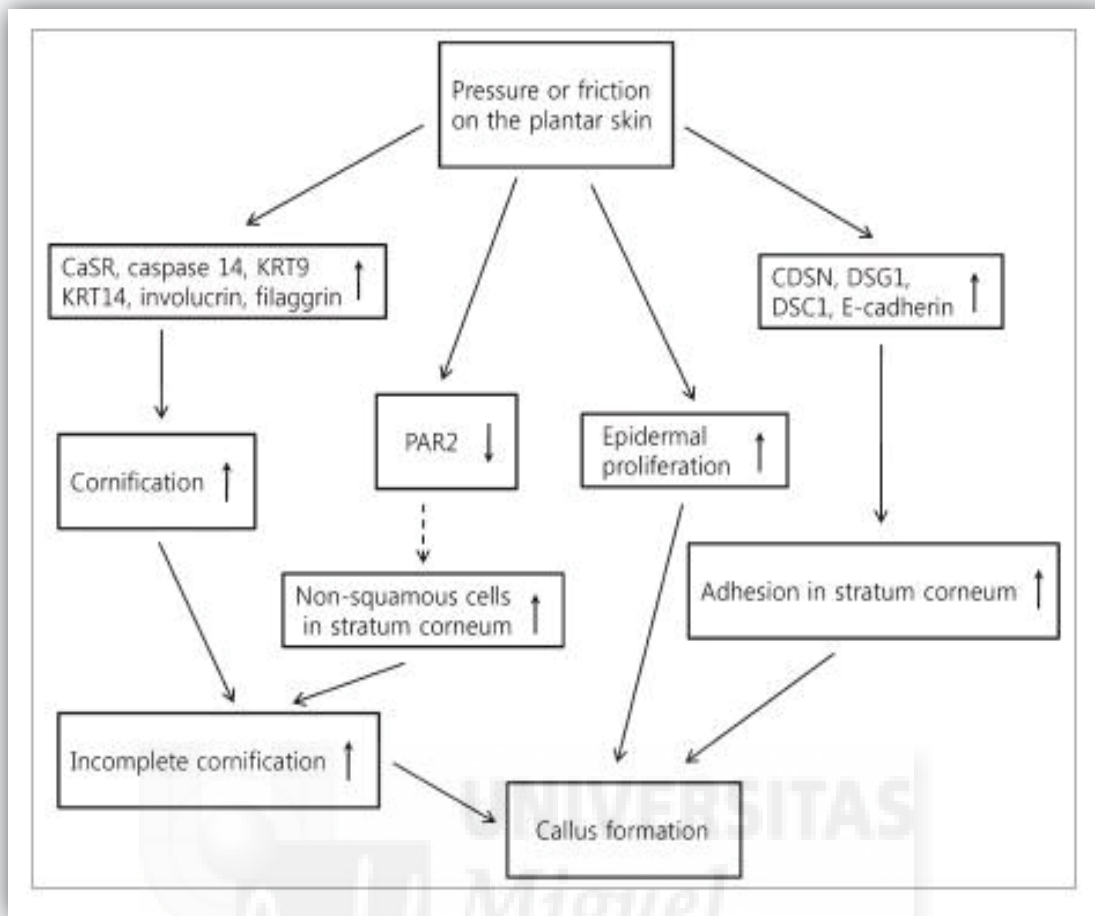 Pressure or friction
on the plantar skin
CaSR, caspase 14, KRT9 ↑
KRT14, involucrin, filaggrin
CDSN, DSG1, ↑
DSC1, E-cadherin
Cornification ↑
PAR2 ↓
Epidermal ↑
proliferation
Non-squamous cells ↑
in stratum corneum
Adhesion in stratum corneum ↑
Incomplete cornification ↑
Callus formation
UNIVERSITAS
Miguel